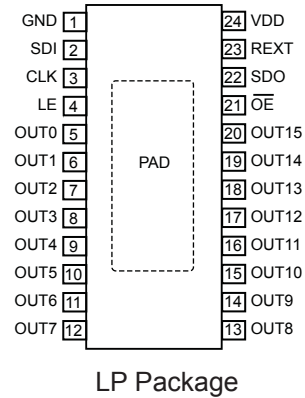 GND 1 24 VDD
SDI 2 23 REXT
CLK 3 22 SDO
LE 4 21 OE
OUT0 5 20 OUT15
OUT1 6 PAD 19 OUT14
OUT2 7 18 OUT13
OUT3 8 17 OUT12
OUT4 9 16 OUT11
OUT5 10 15 OUT10
OUT6 11 14 OUT9
OUT7 12 13 OUT8
LP Package